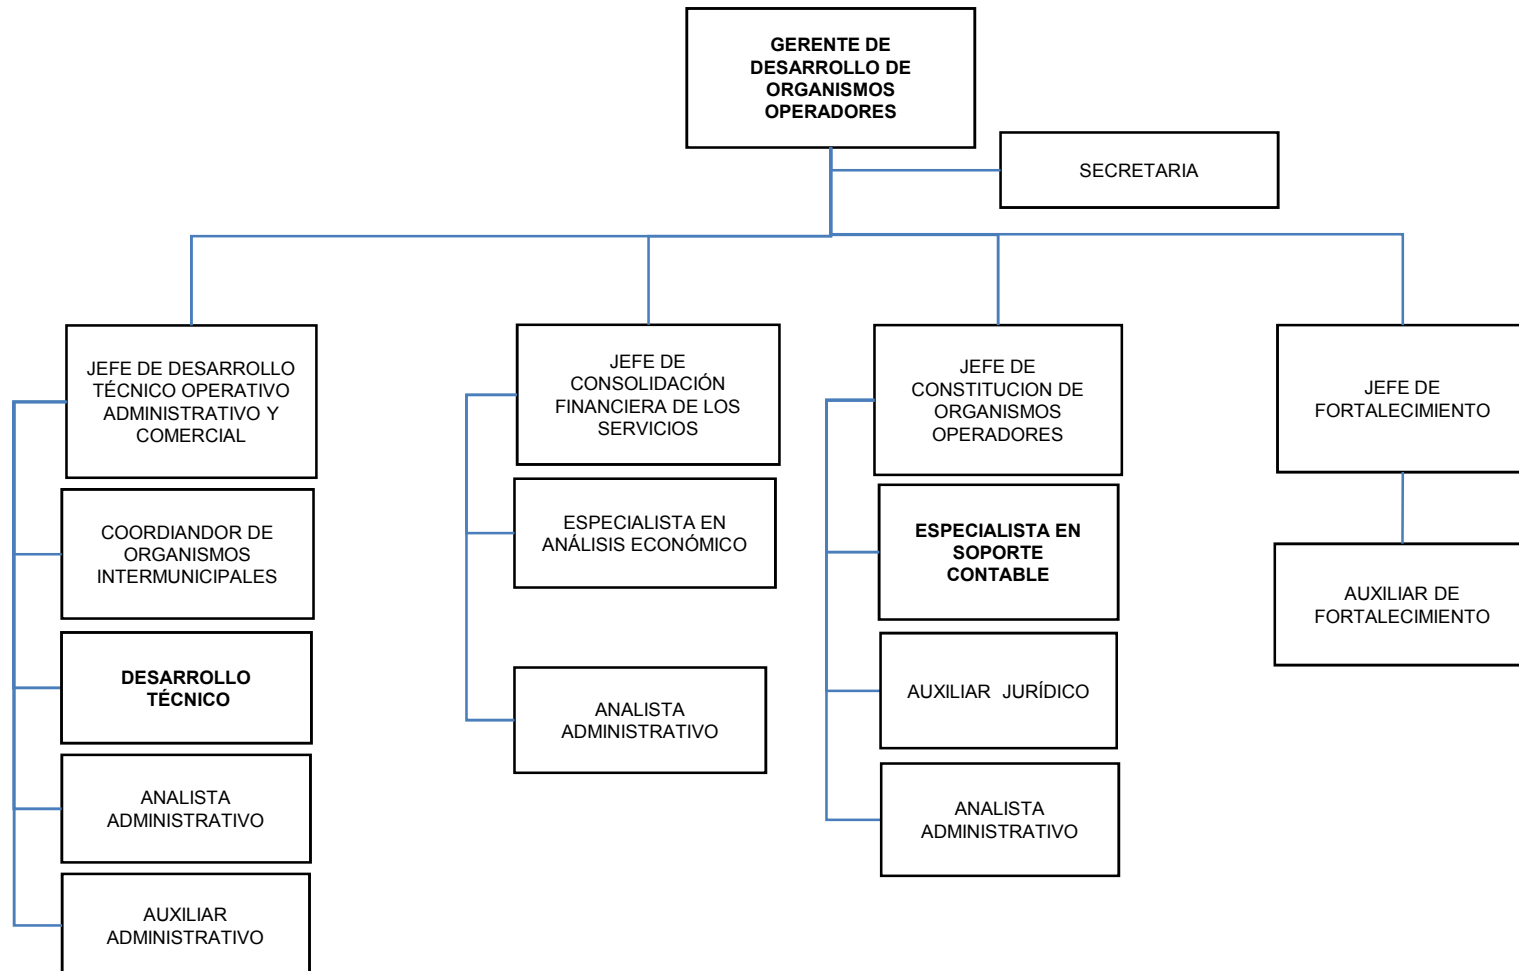 GERENTE DE
DESARROLLO DE
ORGANISMOS
OPERADORES
SECRETARIA
JEFE DE DESARROLLO
TÉCNICO OPERATIVO
ADMINISTRATIVO Y
COMERCIAL
COORDIANDOR DE
ORGANISMOS
INTERMUNICIPALES
DESARROLLO
TÉCNICO
ANALISTA
ADMINISTRATIVO
AUXILIAR
ADMINISTRATIVO
JEFE DE
CONSOLIDACIÓN
FINANCIERA DE LOS
SERVICIOS
ESPECIALISTA EN
ANÁLISIS ECONÓMICO
ANALISTA
ADMINISTRATIVO
JEFE DE
CONSTITUCION DE
ORGANISMOS
OPERADORES
ESPECIALISTA EN
SOPORTE
CONTABLE
AUXILIAR  JURÍDICO
ANALISTA
ADMINISTRATIVO
JEFE DE
FORTALECIMIENTO
AUXILIAR DE
FORTALECIMIENTO